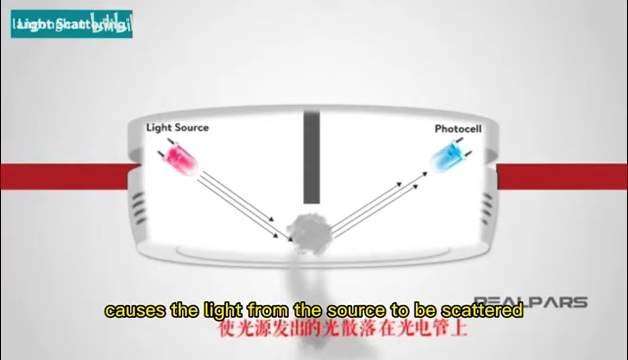 Light Scattering
Light Source
Photocell
REALPARS
causes the light from the source to be scattered
使光源发出的光散落在光电管上